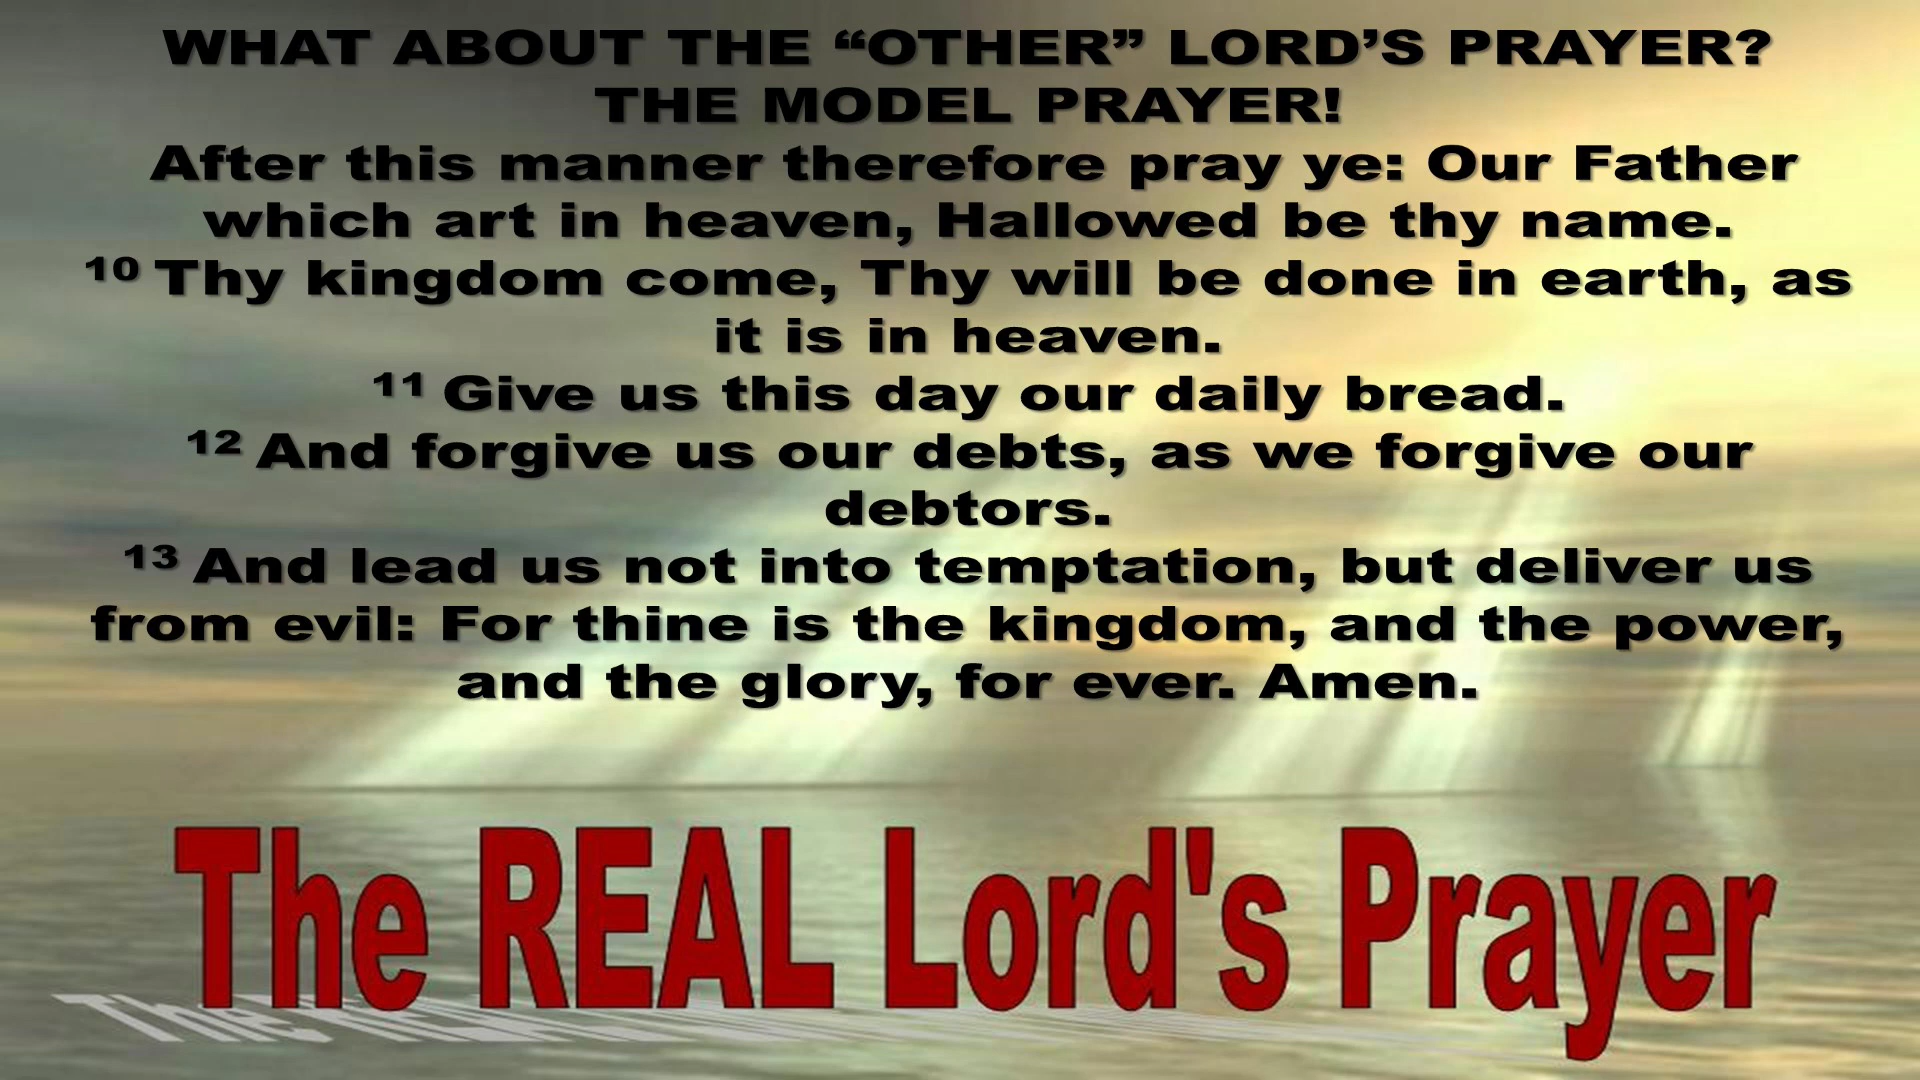 WHAT ABOUT THE “OTHER” LORD’S PRAYER?
THE MODEL PRAYER!
After this manner therefore pray ye: Our Father
which art in heaven, Hallowed be thy name.
10 Thy kingdom come, Thy will be done in earth, as
it is in heaven.
11 Give us this day our daily bread.
12 And forgive us our debts, as we forgive our
debtors.
13 And lead us not into temptation, but deliver us
from evil: For thine is the kingdom, and the power,
and the glory, for ever. Amen.
The REAL Lord's Prayer